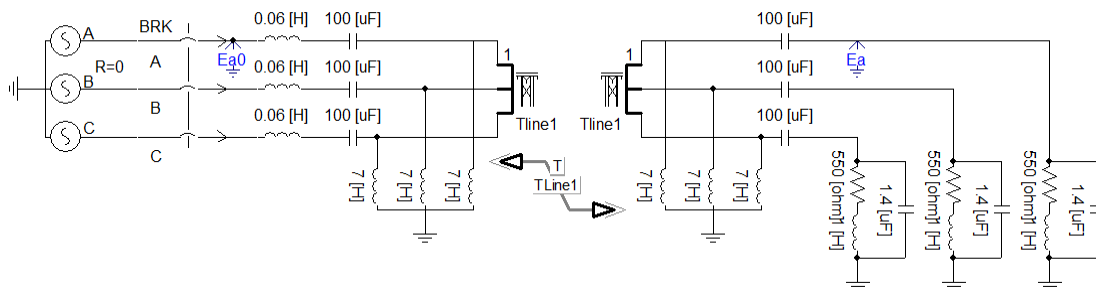 0.06 [H] 100 [uF] 100 [uF]
A BRK
R=0 A Ea0 1 1 Ea
0.06 [H] 100 [uF] 100 [uF]
B
B
0.06 [H] 100 [uF] Tline1 Tline1 100 [uF]
C
C
7 [H] 7 [H] 7 [H]
T
TLine1
7 [H] 7 [H] 7 [H]
550 [ohm] 1 [H] 1.4 [uF]
550 [ohm] 1 [H] 1.4 [uF]
550 [ohm] 1 [H] 1.4 [uF]